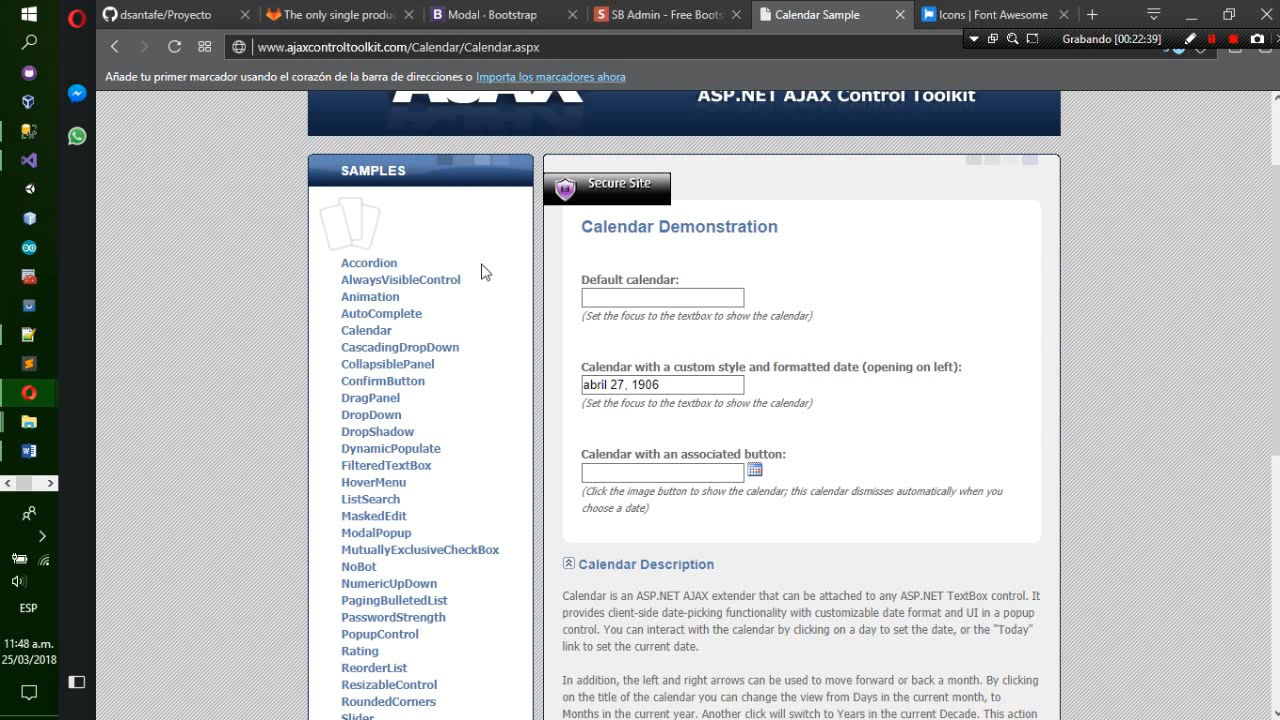 dsantafe/Proyecto
The only single produ
Modal · Bootstrap
SB Admin - Free Boots
Calendar Sample
Icons | Font Awesome
www.ajaxcontroltoolkit.com/Calendar/Calendar.aspx
Grabando [00:22:39]
Añade tu primer marcador usando el corazón de la barra de direcciones o Importa los marcadores ahora
AJAX
ASP.NET AJAX Control Toolkit
SAMPLES
Accordion
AlwaysVisibleControl
Animation
AutoComplete
Calendar
CascadingDropDown
CollapsiblePanel
ConfirmButton
DragPanel
DropDown
DropShadow
DynamicPopulate
FilteredTextBox
HoverMenu
ListSearch
MaskedEdit
ModalPopup
MutuallyExclusiveCheckBox
NoBot
NumericUpDown
PagingBulletedList
PasswordStrength
PopupControl
Rating
ReorderList
ResizableControl
RoundedCorners
Slider
Secure Site
Calendar Demonstration
Default calendar:
(Set the focus to the textbox to show the calendar)
Calendar with a custom style and formatted date (opening on left):
abril 27, 1906
(Set the focus to the textbox to show the calendar)
Calendar with an associated button:
(Click the image button to show the calendar; this calendar dismisses automatically when you
choose a date)
Calendar Description
Calendar is an ASP.NET AJAX extender that can be attached to any ASP.NET TextBox control. It
provides client-side date-picking functionality with customizable date format and UI in a popup
control. You can interact with the calendar by clicking on a day to set the date, or the "Today"
link to set the current date.
In addition, the left and right arrows can be used to move forward or back a month. By clicking
on the title of the calendar you can change the view from Days in the current month, to
Months in the current year. Another click will switch to Years in the current Decade. This action
ESP
11:48 a.m.
25/03/2018